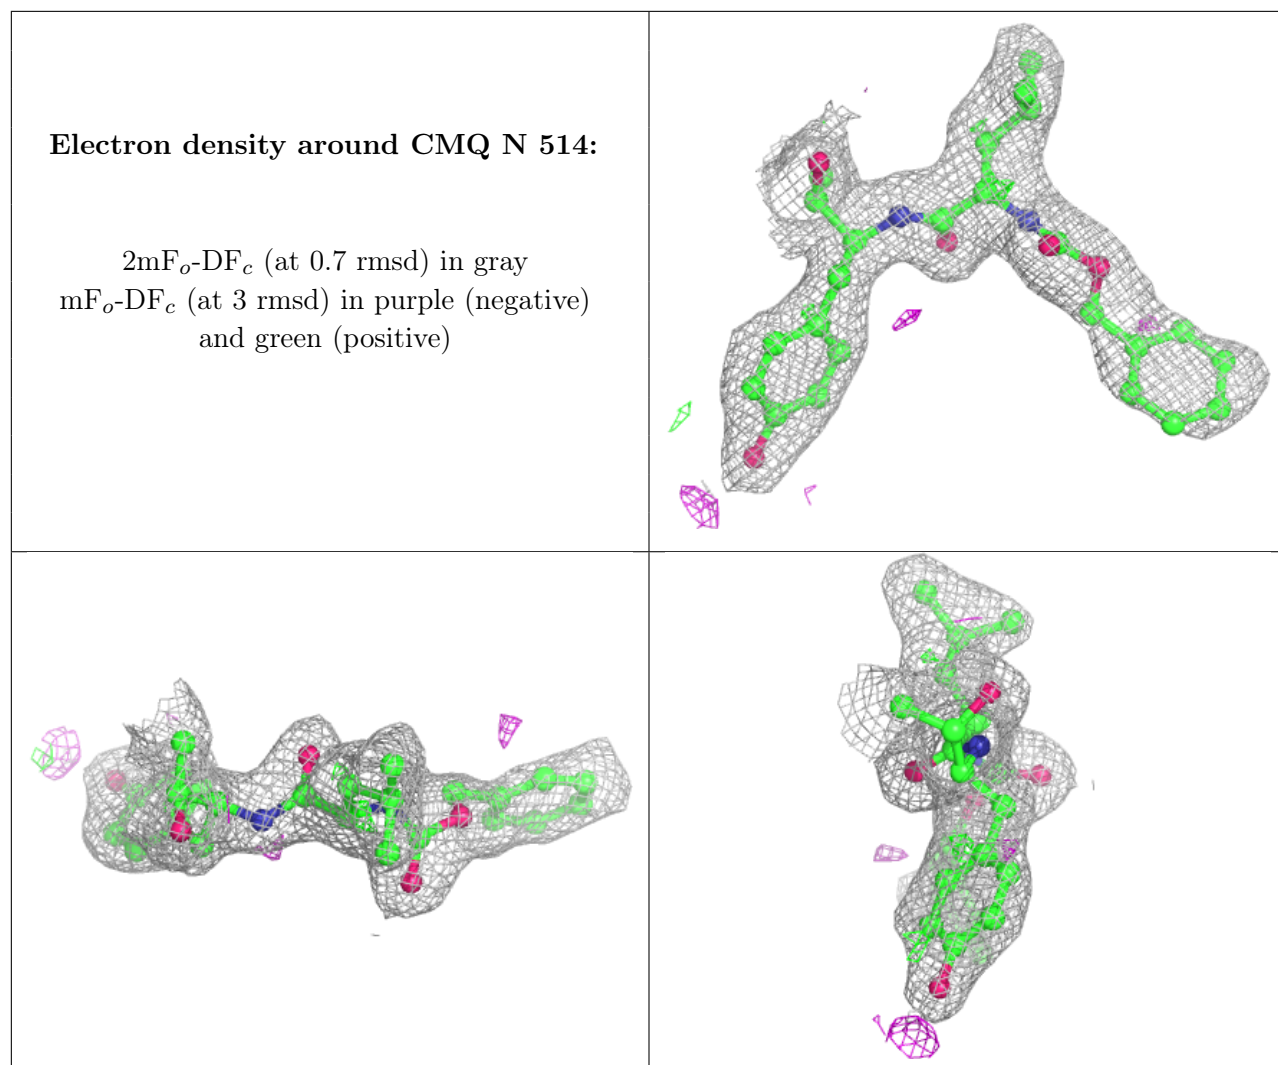 Electron density around CMQ N 514:
2mFo-DFc (at 0.7 rmsd) in gray
mFo-DFc (at 3 rmsd) in purple (negative)
and green (positive)